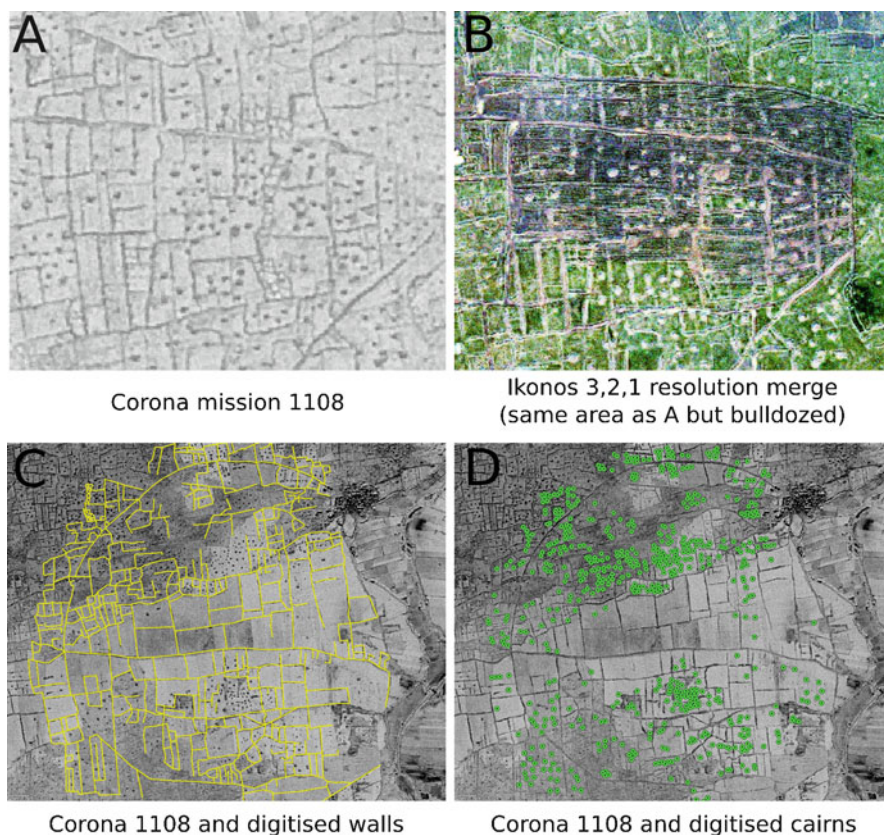 A
B
Corona mission 1108
Ikonos 3,2,1 resolution merge
(same area as A but bulldozed)
C
D
Corona 1108 and digitised walls
Corona 1108 and digitised cairns